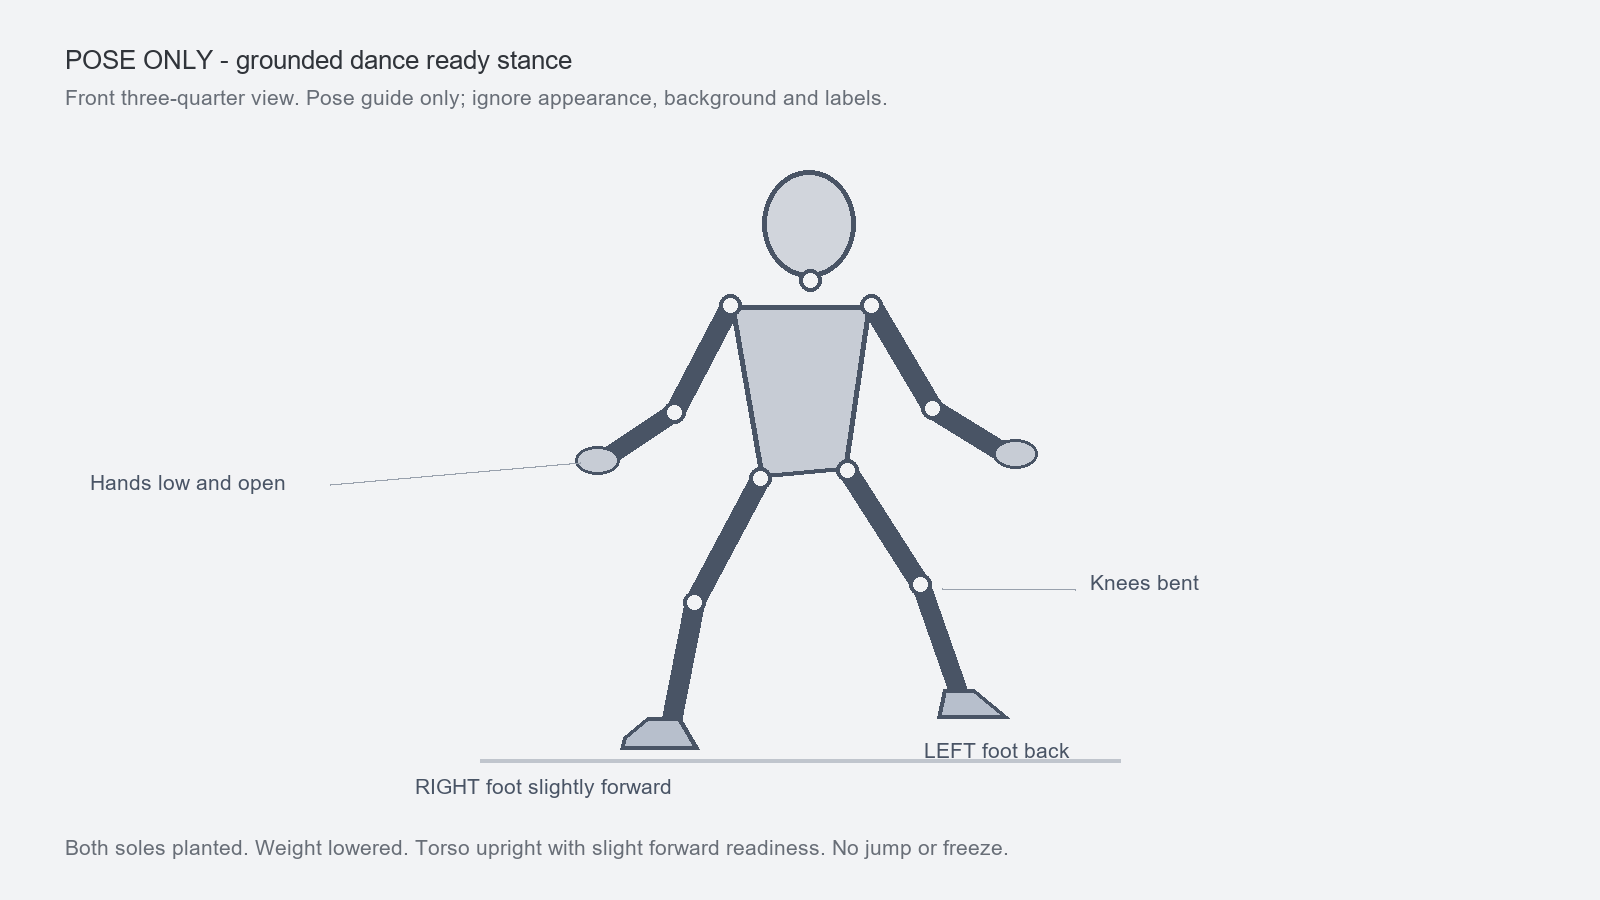 POSE ONLY - grounded dance ready stance
Front three-quarter view. Pose guide only; ignore appearance, background and labels.
Hands low and open
Knees bent
LEFT foot back
RIGHT foot slightly forward
Both soles planted. Weight lowered. Torso upright with slight forward readiness. No jump or freeze.